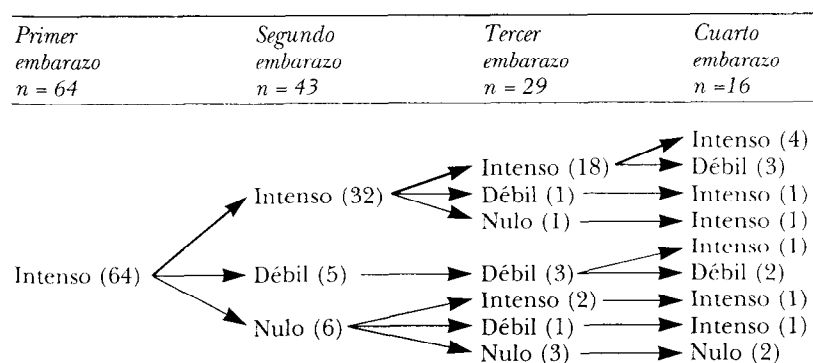 Primer Segundo Tercer Cuarto
embarazo embarazo embarazo embarazo
n = 64 n = 43 n = 29 n =16
Intenso (4)
Intenso (18) Débil (3)
Intenso (32) Débil (1) Intenso (1)
Nulo (1) Intenso (1)
Intenso (1)
Intenso (64) Débil (5) Débil (3) Débil (2)
Intenso (2) Intenso (1)
Nulo (6) Débil (1) Intenso (1)
Nulo (3) Nulo (2)